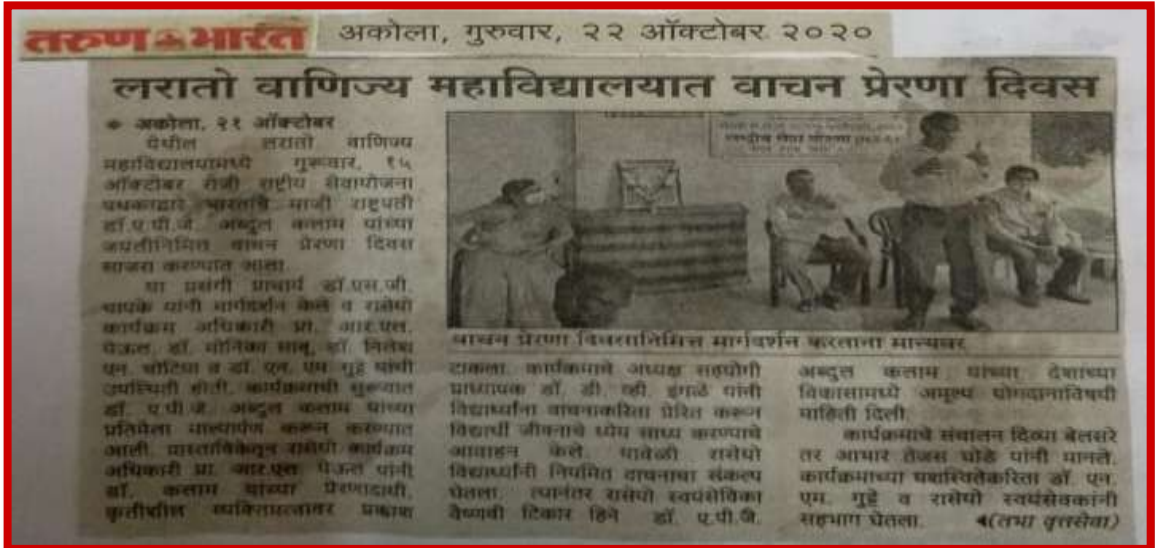 तरुण भारत
अकोला, गुरुवार, २२ ऑक्टोबर २०२०
लरातो वाणिज्य महाविद्यालयात वाचन प्रेरणा दिवस
अकोला, २१ ऑक्टोबर
येथील लरातो वाणिज्य
महाविद्यालयामध्ये गुरूवार, १५
ऑक्टोबर रोजी राष्ट्रीय सेवायोजना
पथकाद्वारे भारताचे माजी राष्ट्रपती
डॉ.ए.पी.जे. अब्दुल कलाम यांच्या
जयंतीनिमित्त वाचन प्रेरणा दिवस
साजरा करण्यात आला.
या प्रसंगी प्राचार्य डॉ.एस.जी.
चापके यांनी मार्गदर्शन केले व रासेयो
कार्यक्रम अधिकारी प्रा. आर.एस.
पेऊल, डॉ. मोनिका साबू, डॉ. निलेश
एन. चोटिया व डॉ. एन. एम. गुट्टे यांची
उपस्थिती होती. कार्यक्रमाची सुरूवात
डॉ. ए.पी.जे. अब्दुल कलाम यांच्या
प्रतिमेला माल्यार्पण करून करण्यात
आली. प्रास्ताविकेतून रासेयो कार्यक्रम
अधिकारी प्रा. आर.एस. पेऊल यांनी
डॉ. कलाम यांच्या प्रेरणादायी,
कृतीशील व्यक्तिमत्वावर प्रकाश
राष्ट्रीय सेवा योजना
वाचन प्रेरणा दिवसानिमित्त मार्गदर्शन करताना मान्यवर
टाकला. कार्यक्रमाचे अध्यक्ष सहयोगी
प्राध्यापक डॉ. डी. व्ही. इंगळे यांनी
विद्यार्थ्यांना वाचनाकरिता प्रेरित करून
विद्यार्थी जीवनाचे ध्येय साध्य करण्याचे
आवाहन केले. यावेळी रासेयो
विद्यार्थ्यांनी नियमित वाचनाचा संकल्प
घेतला. त्यानंतर रासेयो स्वयंसेविका
वैष्णवी टिकार हिने डॉ. ए.पी.जे.
अब्दुल कलाम यांच्या देशाच्या
विकासामध्ये अमूल्य योगदानाविषयी
माहिती दिली.
कार्यक्रमाचे संचालन दिव्या बेलसरे
तर आभार तेजस घोडे यांनी मानले.
कार्यक्रमाच्या यशस्वितेकरिता डॉ. एन.
एम. गुट्टे व रासेयो स्वयंसेवकांनी
सहभाग घेतला. (तभा वृत्तसेवा)